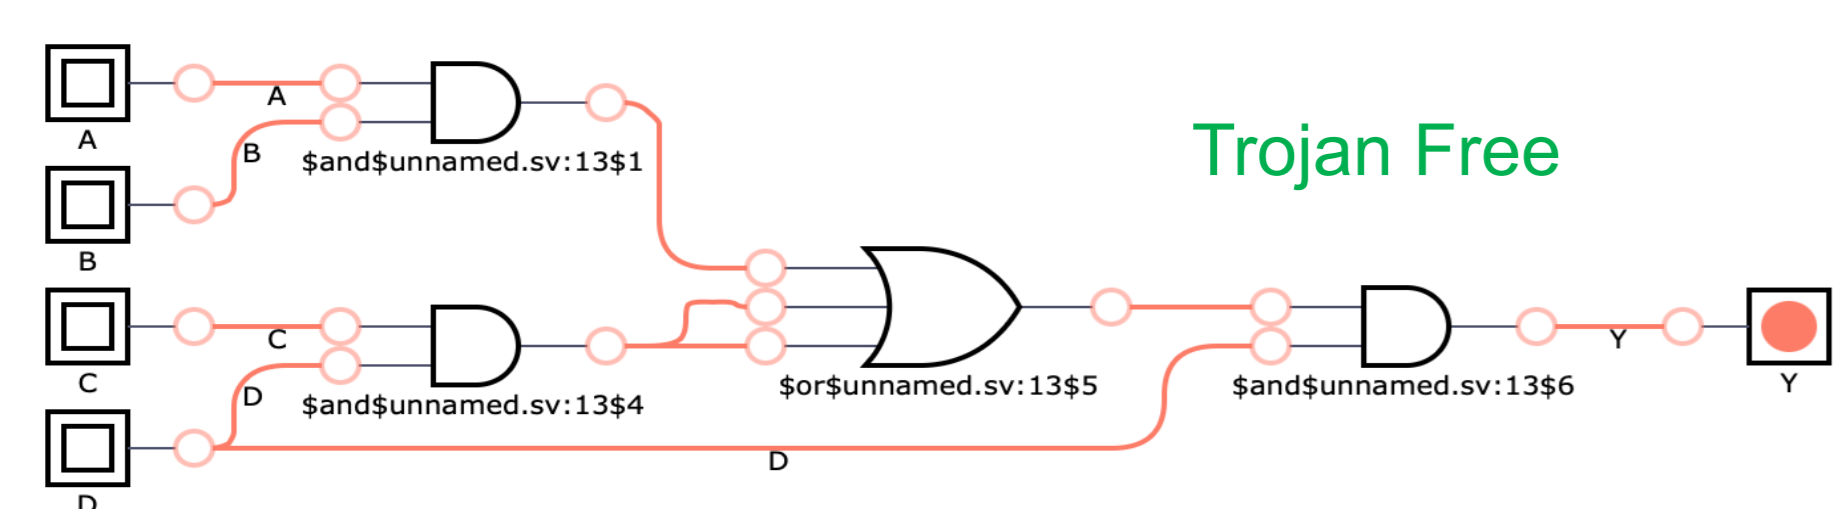 A
A
B
$and$unnamed.sv:13$1
Trojan Free
B
C
C
D
$and$unnamed.sv:13$4
$or$unnamed.sv:13$5
$and$unnamed.sv:13$6
Y
Y
D
D